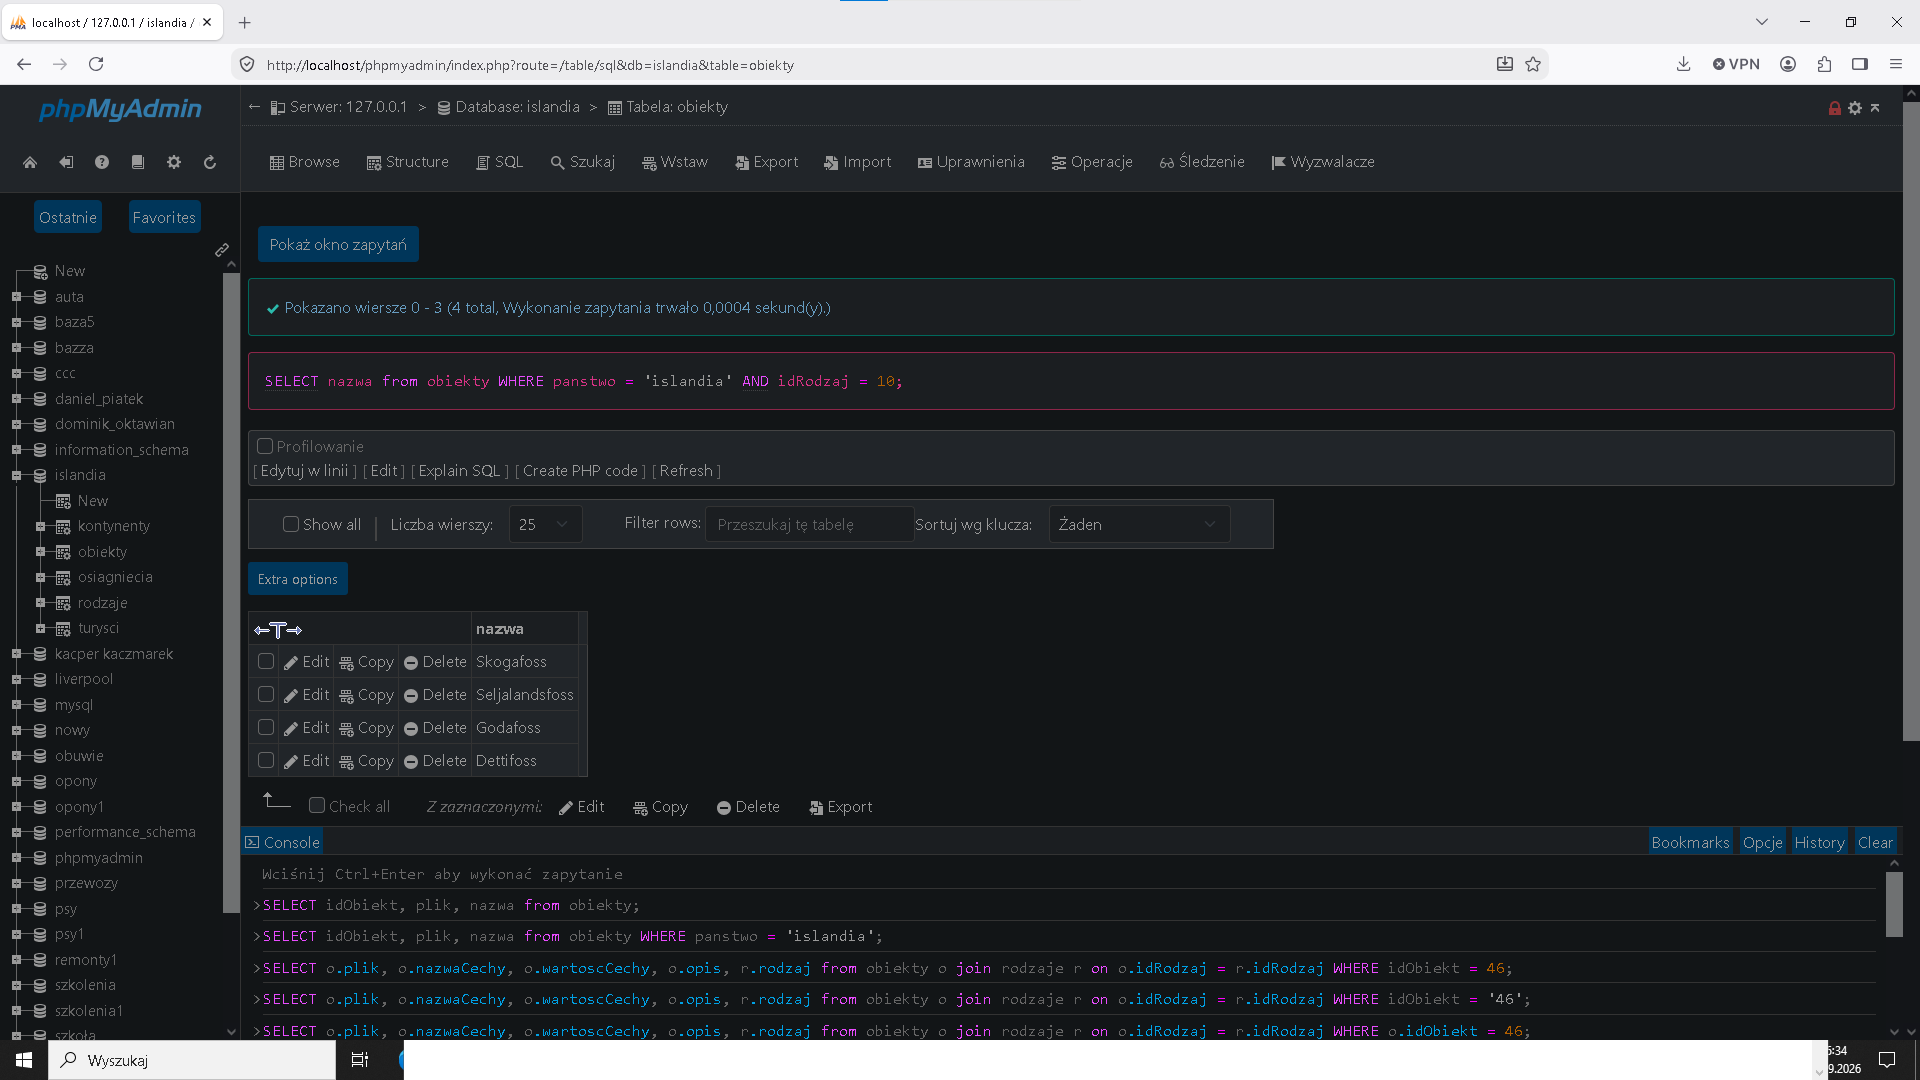 localhost / 127.0.0.1 / islandia /
http://localhost/phpmyadmin/index.php?route=/table/sql&db=islandia&table=obiekty
VPN
phpMyAdmin
Ostatnie
Favorites
New
auta
baza5
bazza
ccc
daniel_piatek
dominik_oktawian
information_schema
islandia
New
kontynenty
obiekty
osiagniecia
rodzaje
turysci
kacper kaczmarek
liverpool
mysql
nowy
obuwie
opony
opony1
performance_schema
phpmyadmin
przewozy
psy
psy1
remonty1
szkolenia
szkolenia1
szkoła
Serwer: 127.0.0.1 > Database: islandia > Tabela: obiekty
Browse Structure SQL Szukaj Wstaw Export Import Uprawnienia Operacje Śledzenie Wyzwalacze
Pokaż okno zapytań
Pokazano wiersze 0 - 3 (4 total, Wykonanie zapytania trwało 0,0004 sekund(y).)
SELECT nazwa from obiekty WHERE panstwo = 'islandia' AND idRodzaj = 10;
Profilowanie
[ Edytuj w linii ] [ Edit ] [ Explain SQL ] [ Create PHP code ] [ Refresh ]
Show all | Liczba wierszy: 25 Filter rows: Przeszukaj tę tabelę Sortuj wg klucza: Żaden
Extra options
←T→ nazwa
Edit Copy Delete Skogafoss
Edit Copy Delete Seljalandsfoss
Edit Copy Delete Godafoss
Edit Copy Delete Dettifoss
Check all Z zaznaczonymi: Edit Copy Delete Export
Console Bookmarks Opcje History Clear
Wciśnij Ctrl+Enter aby wykonać zapytanie
>SELECT idObiekt, plik, nazwa from obiekty;
>SELECT idObiekt, plik, nazwa from obiekty WHERE panstwo = 'islandia';
>SELECT o.plik, o.nazwaCechy, o.wartoscCechy, o.opis, r.rodzaj from obiekty o join rodzaje r on o.idRodzaj = r.idRodzaj WHERE idObiekt = 46;
>SELECT o.plik, o.nazwaCechy, o.wartoscCechy, o.opis, r.rodzaj from obiekty o join rodzaje r on o.idRodzaj = r.idRodzaj WHERE idObiekt = '46';
>SELECT o.plik, o.nazwaCechy, o.wartoscCechy, o.opis, r.rodzaj from obiekty o join rodzaje r on o.idRodzaj = r.idRodzaj WHERE o.idObiekt = 46;
Wyszukaj
:34
9.2026